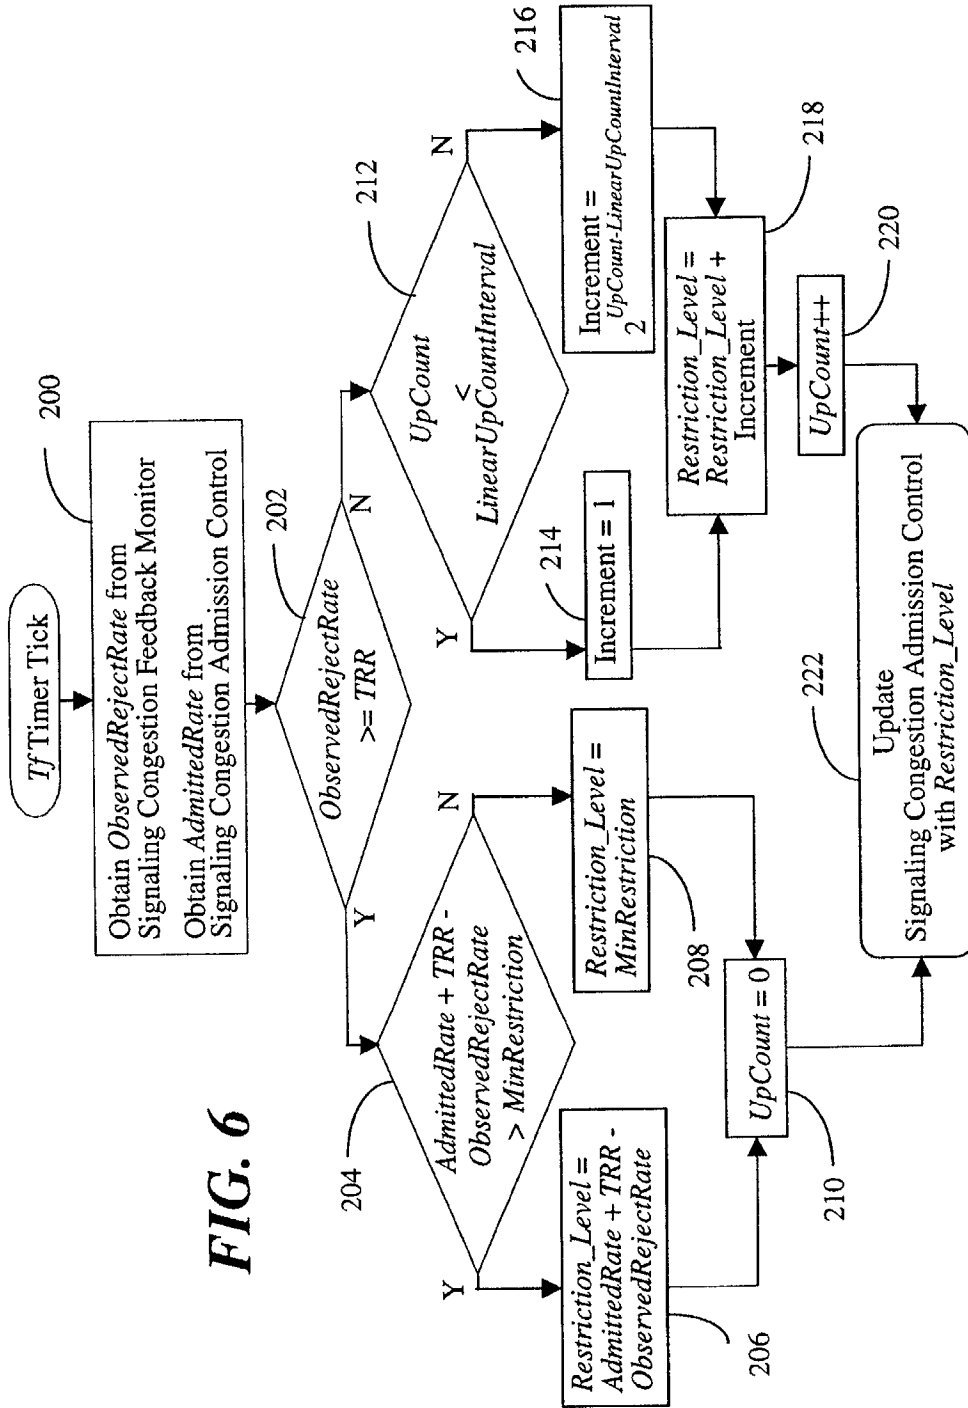 FIG. 6
Tf Timer Tick
200
Obtain ObservedRejectRate from
Signaling Congestion Feedback Monitor
Obtain AdmittedRate from
Signaling Congestion Admission Control
202
ObservedRejectRate
>= TRR
Y
N
204
AdmittedRate + TRR -
ObservedRejectRate
> MinRestriction
Y
N
212
UpCount
<
LinearUpCountInterval
Y
N
206
Restriction_Level =
AdmittedRate + TRR -
ObservedRejectRate
208
Restriction_Level =
MinRestriction
214
Increment = 1
216
Increment =
UpCount-LinearUpCountInterval
2
210
UpCount = 0
218
Restriction_Level =
Restriction_Level +
Increment
220
UpCount++
222
Update
Signaling Congestion Admission Control
with Restriction_Level